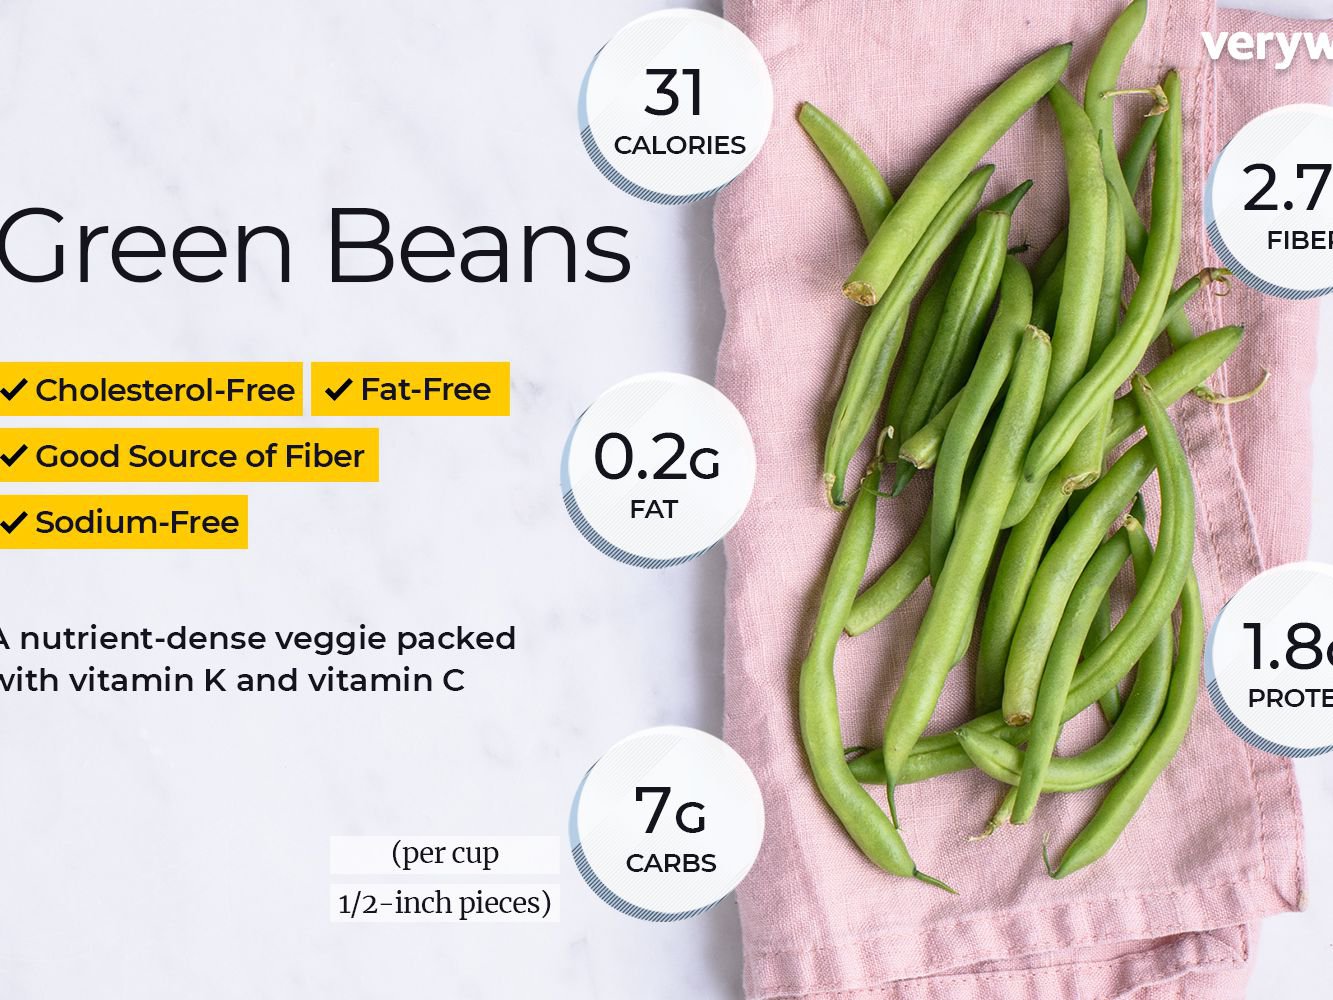 31
CALORIES
Green Beans
Cholesterol-Free
Fat-Free
Good Source of Fiber
Sodium-Free
A nutrient-dense veggie packed
with vitamin K and vitamin C
0.2G
FAT
7G
CARBS
(per cup
1/2-inch pieces)
veryw
2.7
FIBER
1.8G
PROTE